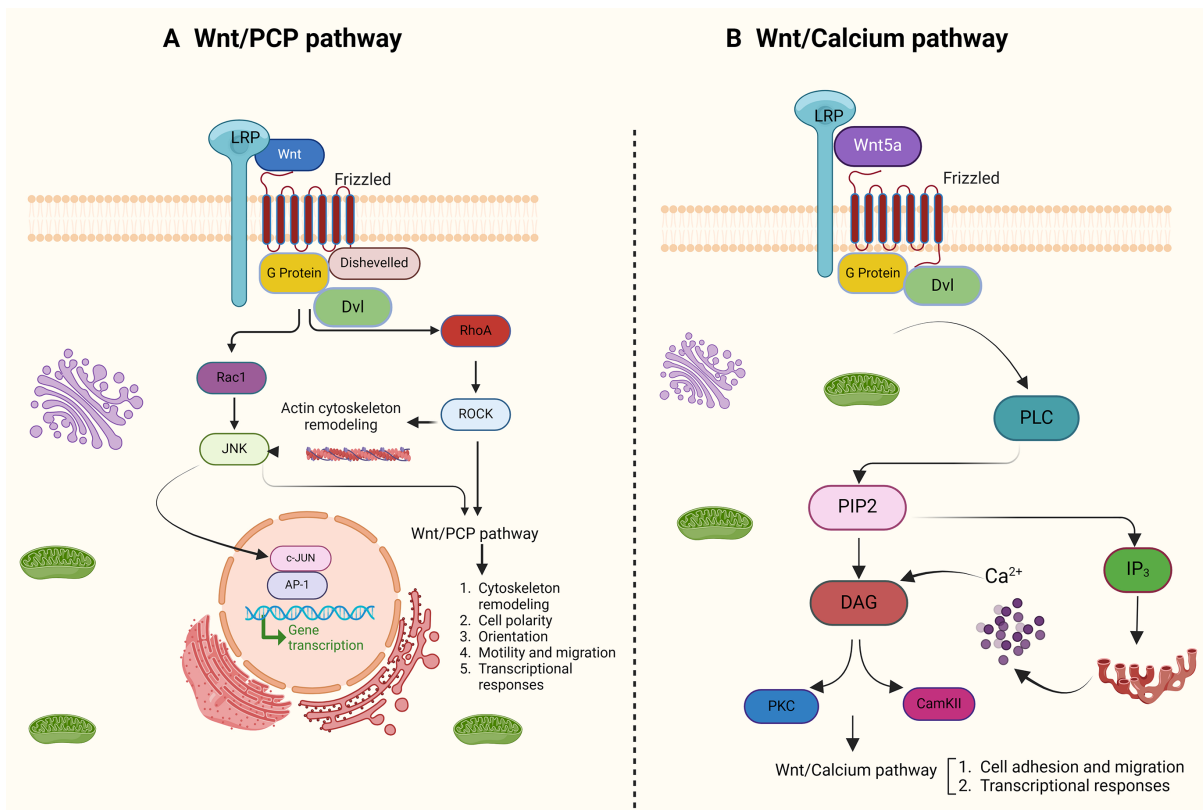 A Wnt/PCP pathway
LRP
Wnt
Frizzled
G Protein
Dishevelled
Dvl
RhoA
Rac1
ROCK
Actin cytoskeleton
remodeling
JNK
Wnt/PCP pathway
c-JUN
AP-1
Gene
transcription
1. Cytoskeleton
remodeling
2. Cell polarity
3. Orientation
4. Motility and migration
5. Transcriptional
responses
B Wnt/Calcium pathway
LRP
Wnt5a
Frizzled
G Protein
Dvl
PLC
PIP2
IP₃
Ca²⁺
DAG
PKC
CamKII
Wnt/Calcium pathway
1. Cell adhesion and migration
2. Transcriptional responses